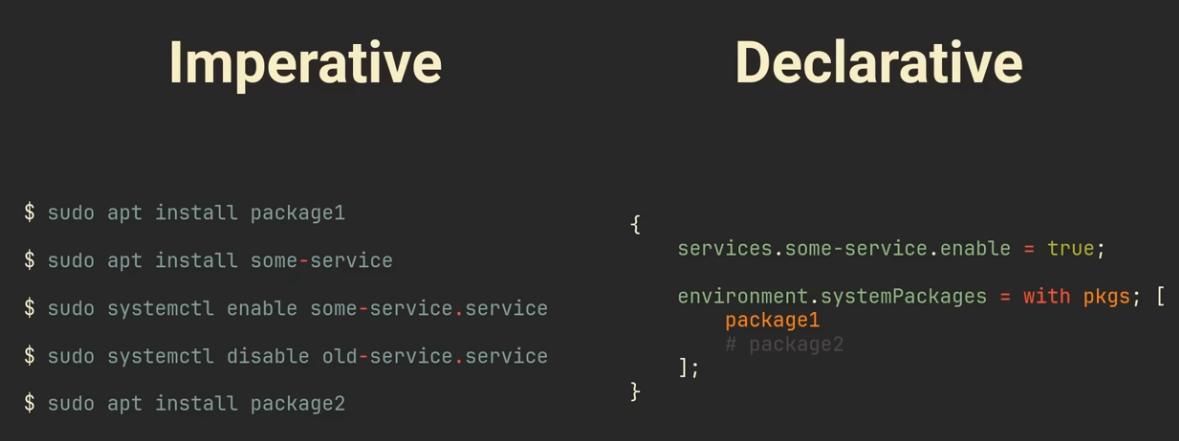 Imperative
$ sudo apt install package1
$ sudo apt install some-service
$ sudo systemctl enable some-service.service
$ sudo systemctl disable old-service.service
$ sudo apt install package2
Declarative
{
    services.some-service.enable = true;
    environment.systemPackages = with pkgs; [
        package1
        # package2
    ];
}